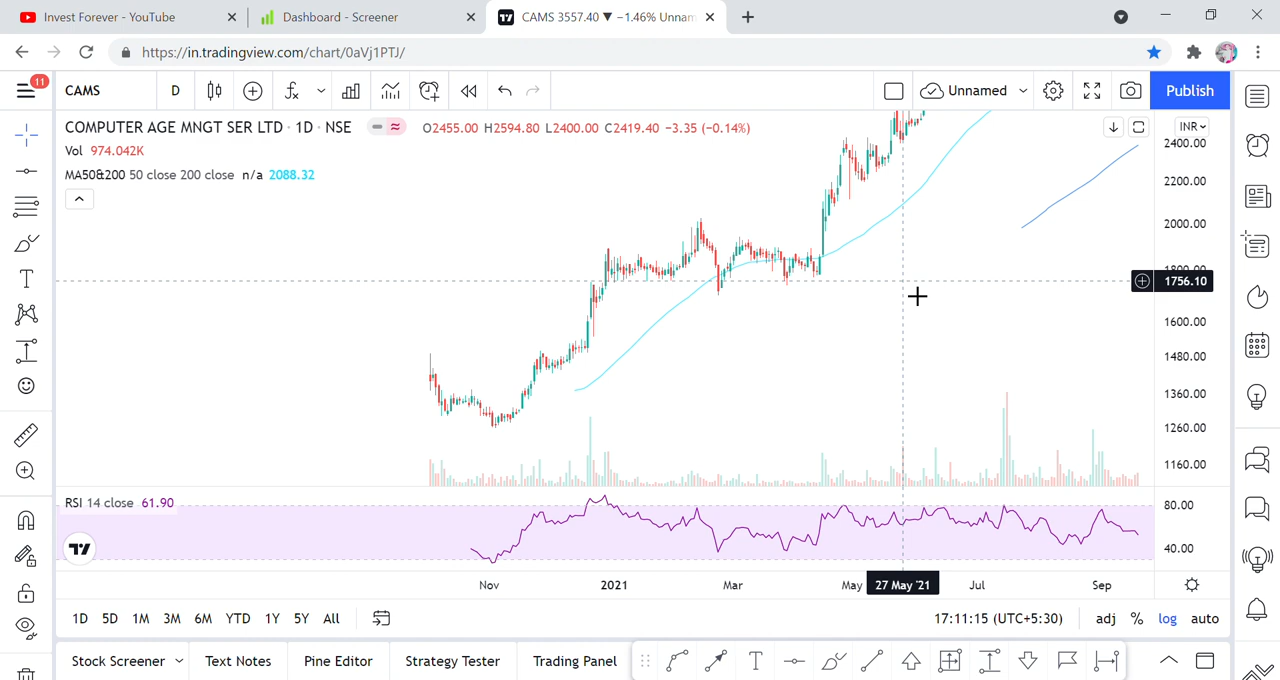 Invest Forever - YouTube
Dashboard - Screener
CAMS 3557.40 ▼ −1.46% Unnam
https://in.tradingview.com/chart/0aVj1PTJ/
11
CAMS
D
Unnamed
Publish
COMPUTER AGE MNGT SER LTD · 1D · NSE
O2455.00 H2594.80 L2400.00 C2419.40 −3.35 (−0.14%)
INR
Vol 974.042K
MA50&200 50 close 200 close n/a 2088.32
2400.00
2200.00
2000.00
1800.00
1756.10
1600.00
1480.00
1360.00
1260.00
1160.00
RSI 14 close 61.90
80.00
40.00
Nov
2021
Mar
May
27 May '21
Jul
Sep
1D 5D 1M 3M 6M YTD 1Y 5Y All
17:11:15 (UTC+5:30)
adj % log auto
Stock Screener
Text Notes
Pine Editor
Strategy Tester
Trading Panel